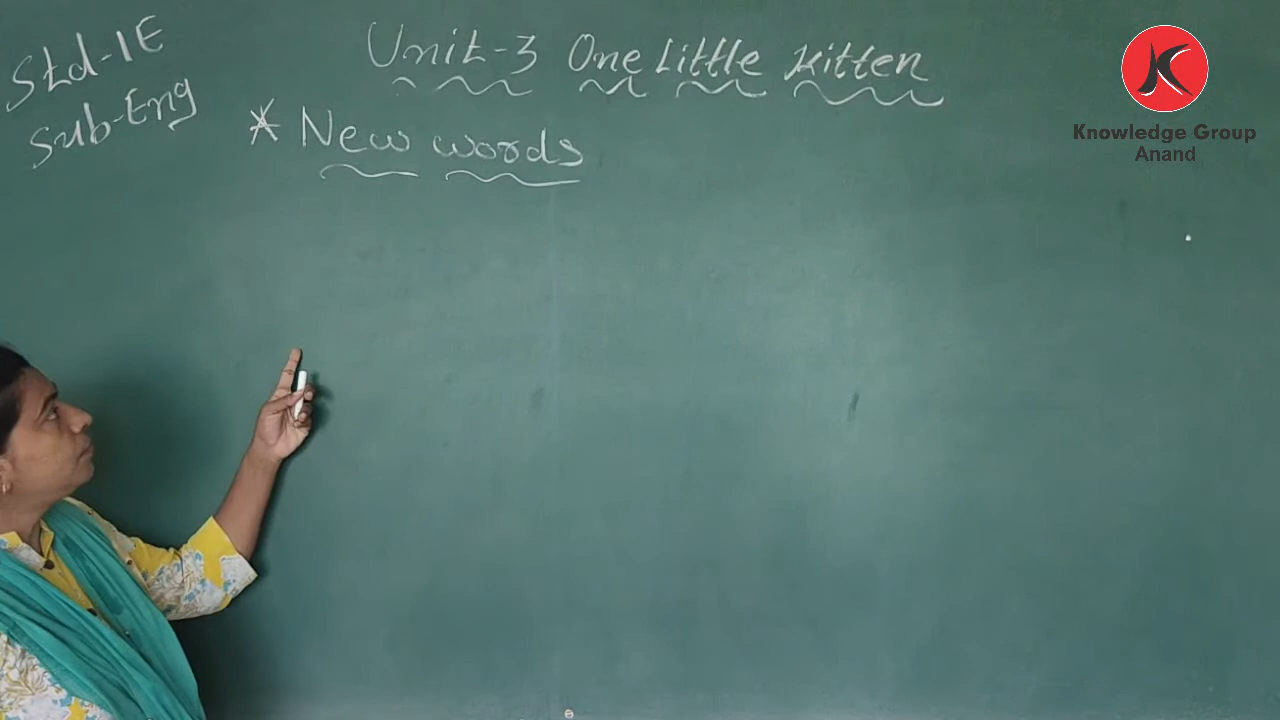 Std-1E
Sub-Eng
Unit-3 One Little Kitten
* New words
Knowledge Group
Anand